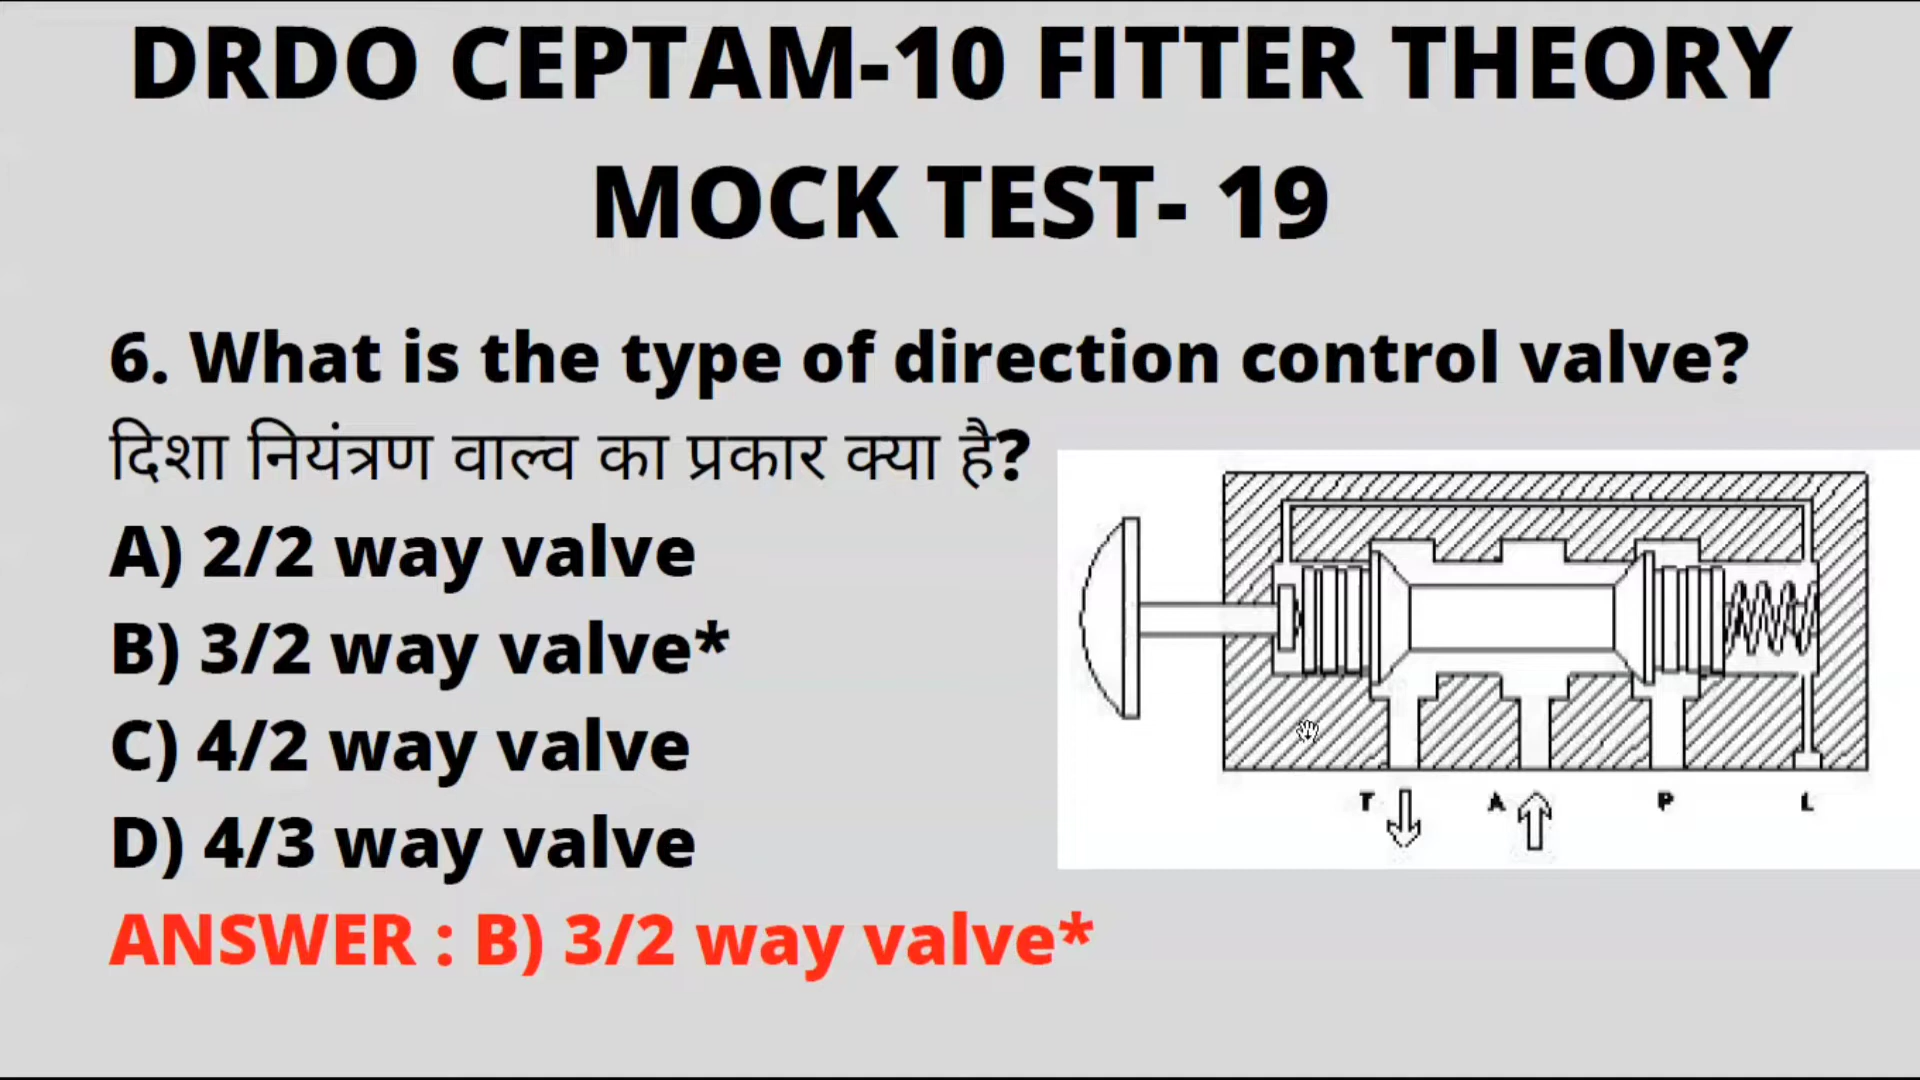 DRDO CEPTAM-10 FITTER THEORY
MOCK TEST- 19
6. What is the type of direction control valve?
दिशा नियंत्रण वाल्व का प्रकार क्या है?
A) 2/2 way valve
B) 3/2 way valve*
C) 4/2 way valve
D) 4/3 way valve
T A P L
ANSWER : B) 3/2 way valve*